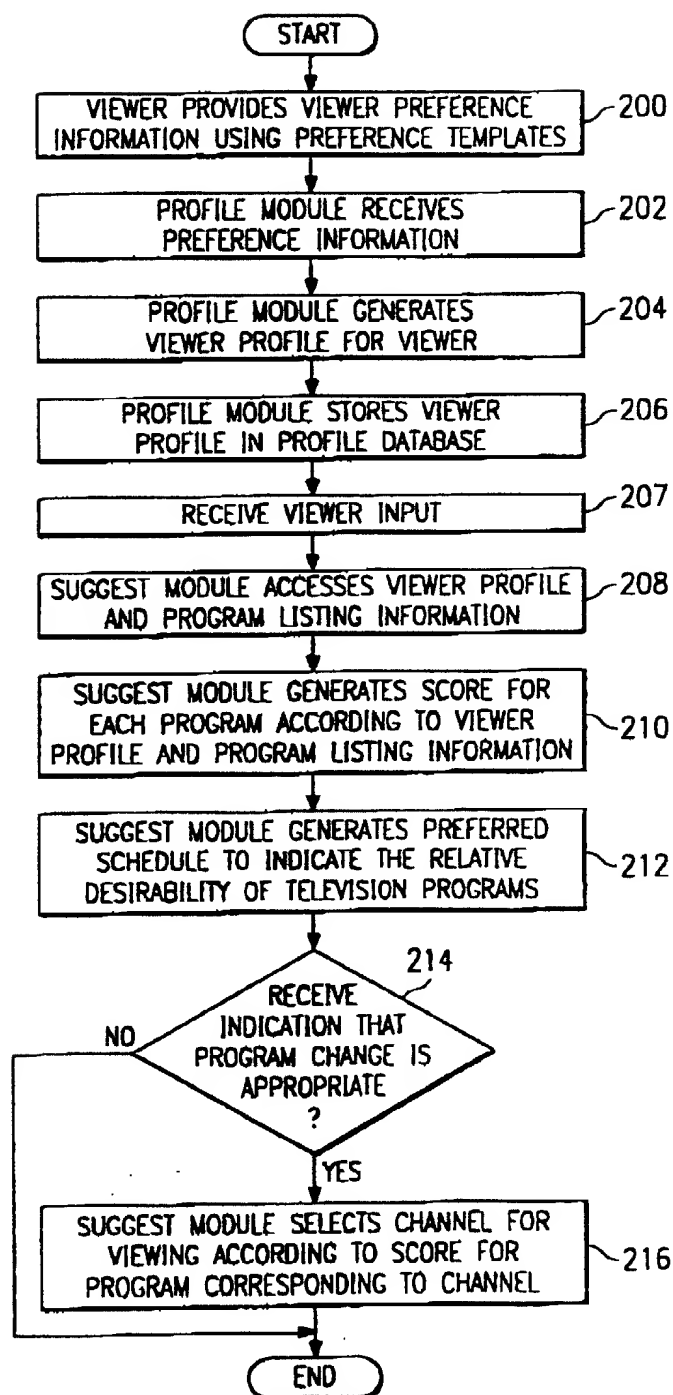 START
VIEWER PROVIDES VIEWER PREFERENCE
INFORMATION USING PREFERENCE TEMPLATES
200
PROFILE MODULE RECEIVES
PREFERENCE INFORMATION
202
PROFILE MODULE GENERATES
VIEWER PROFILE FOR VIEWER
204
PROFILE MODULE STORES VIEWER
PROFILE IN PROFILE DATABASE
206
RECEIVE VIEWER INPUT
207
SUGGEST MODULE ACCESSES VIEWER PROFILE
AND PROGRAM LISTING INFORMATION
208
SUGGEST MODULE GENERATES SCORE FOR
EACH PROGRAM ACCORDING TO VIEWER
PROFILE AND PROGRAM LISTING INFORMATION
210
SUGGEST MODULE GENERATES PREFERRED
SCHEDULE TO INDICATE THE RELATIVE
DESIRABILITY OF TELEVISION PROGRAMS
212
214
RECEIVE
INDICATION THAT
PROGRAM CHANGE IS
APPROPRIATE
?
NO
YES
SUGGEST MODULE SELECTS CHANNEL FOR
VIEWING ACCORDING TO SCORE FOR
PROGRAM CORRESPONDING TO CHANNEL
216
END